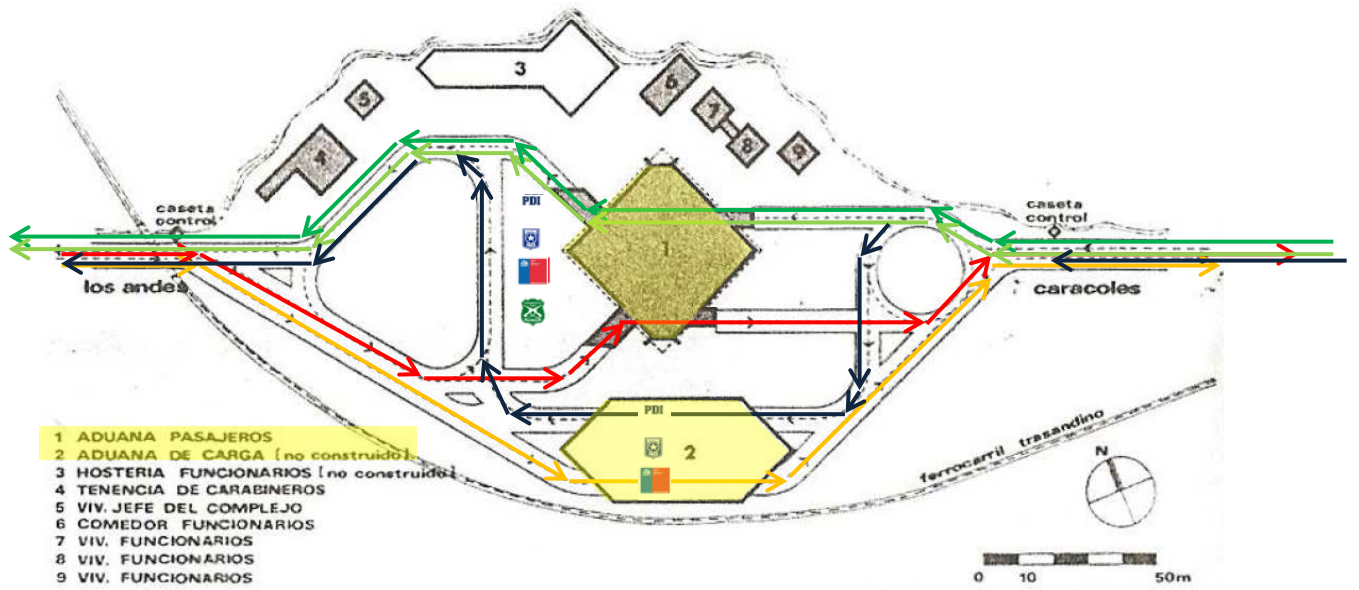 3
6
5
7
8
4
9
caseta
control
PDI
caseta
control
1
los andes
caracoles
PDI
2
ferrocarril trasandino
N
1 ADUANA PASAJEROS
2 ADUANA DE CARGA [no construido]
3 HOSTERIA FUNCIONARIOS [no construido]
4 TENENCIA DE CARABINEROS
5 VIV. JEFE DEL COMPLEJO
6 COMEDOR FUNCIONARIOS
7 VIV. FUNCIONARIOS
8 VIV. FUNCIONARIOS
9 VIV. FUNCIONARIOS
0 10 50m